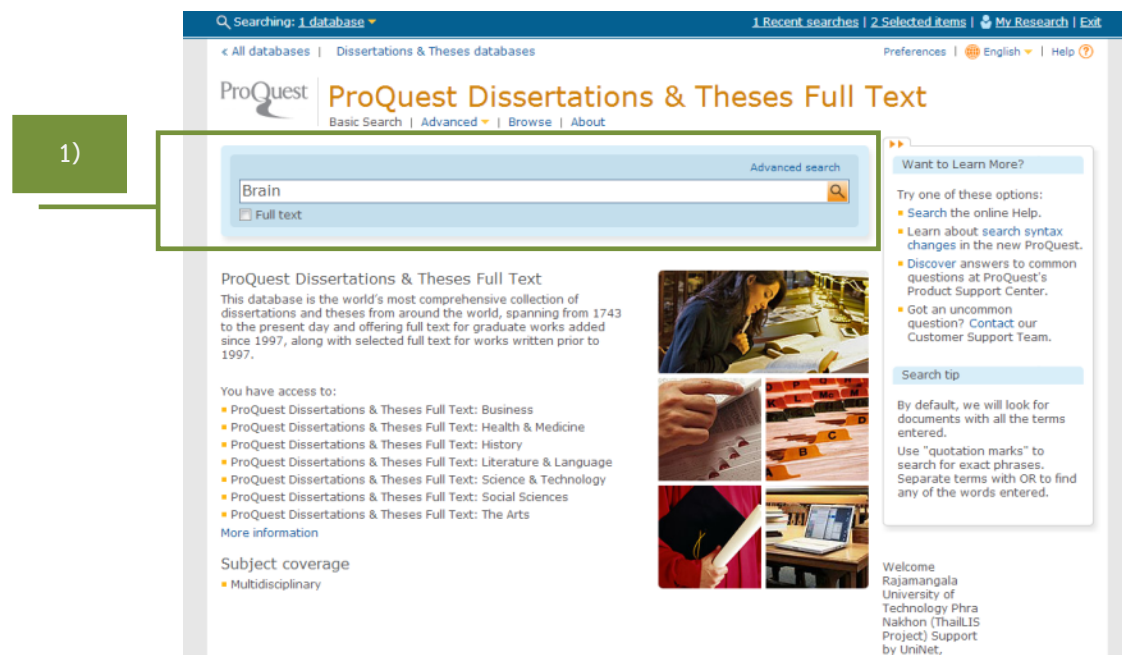 Searching: 1 database
1 Recent searches | 2 Selected items | My Research | Exit
< All databases | Dissertations & Theses databases
Preferences | English | Help ?
ProQuest
ProQuest Dissertations & Theses Full Text
Basic Search | Advanced | Browse | About
1)
Advanced search
Brain
Full text
ProQuest Dissertations & Theses Full Text
This database is the world's most comprehensive collection of
dissertations and theses from around the world, spanning from 1743
to the present day and offering full text for graduate works added
since 1997, along with selected full text for works written prior to
1997.
You have access to:
ProQuest Dissertations & Theses Full Text: Business
ProQuest Dissertations & Theses Full Text: Health & Medicine
ProQuest Dissertations & Theses Full Text: History
ProQuest Dissertations & Theses Full Text: Literature & Language
ProQuest Dissertations & Theses Full Text: Science & Technology
ProQuest Dissertations & Theses Full Text: Social Sciences
ProQuest Dissertations & Theses Full Text: The Arts
More information
Subject coverage
Multidisciplinary
Want to Learn More?
Try one of these options:
Search the online Help.
Learn about search syntax
changes in the new ProQuest.
Discover answers to common
questions at ProQuest's
Product Support Center.
Got an uncommon
question? Contact our
Customer Support Team.
Search tip
By default, we will look for
documents with all the terms
entered.
Use "quotation marks" to
search for exact phrases.
Separate terms with OR to find
any of the words entered.
Welcome
Rajamangala
University of
Technology Phra
Nakhon (ThailLIS
Project) Support
by UniNet,